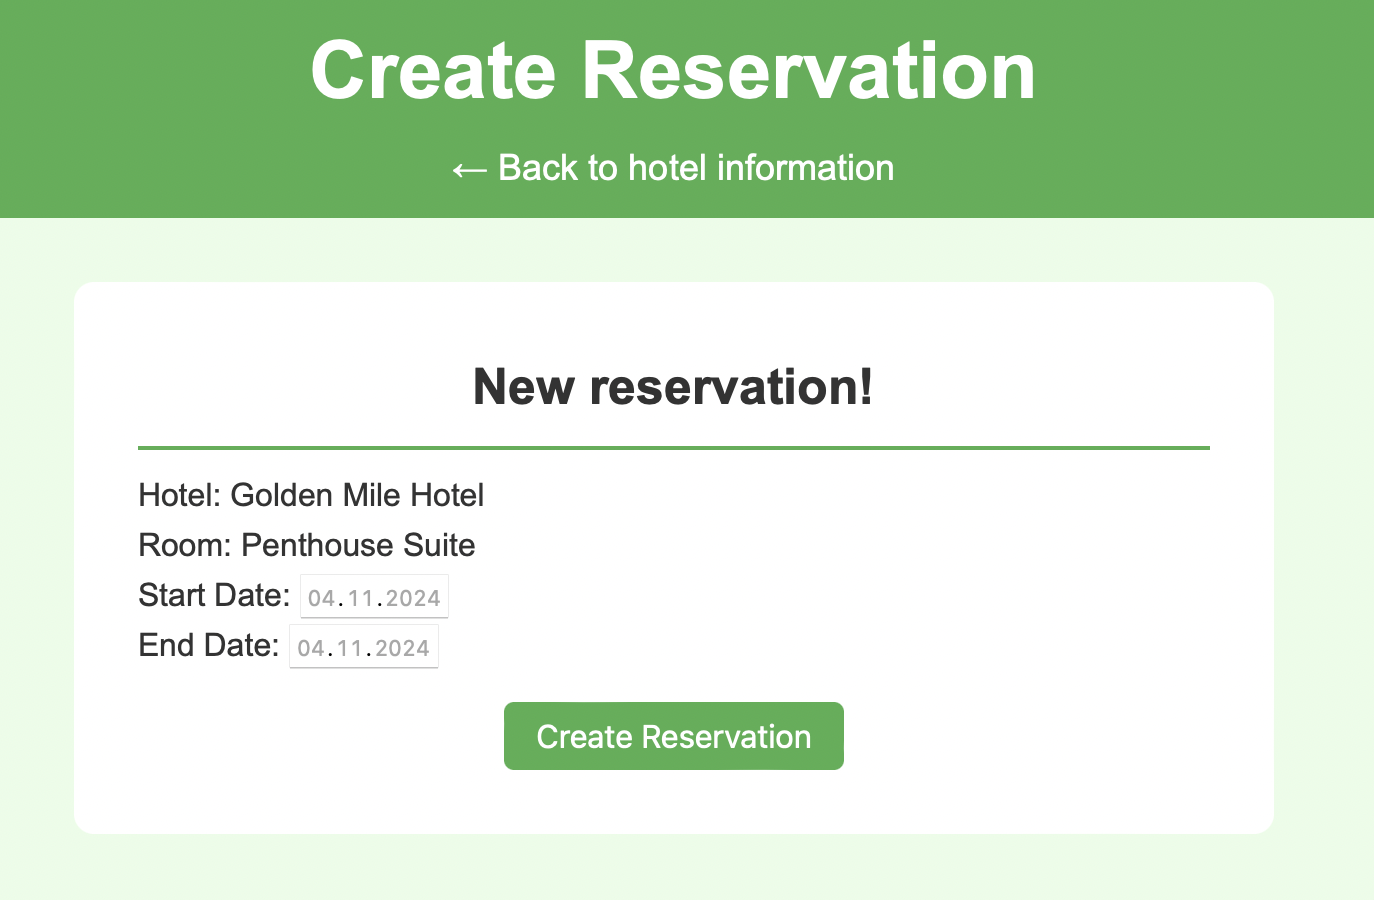 Create Reservation
← Back to hotel information
New reservation!
Hotel: Golden Mile Hotel
Room: Penthouse Suite
Start Date: 04.11.2024
End Date: 04.11.2024
Create Reservation